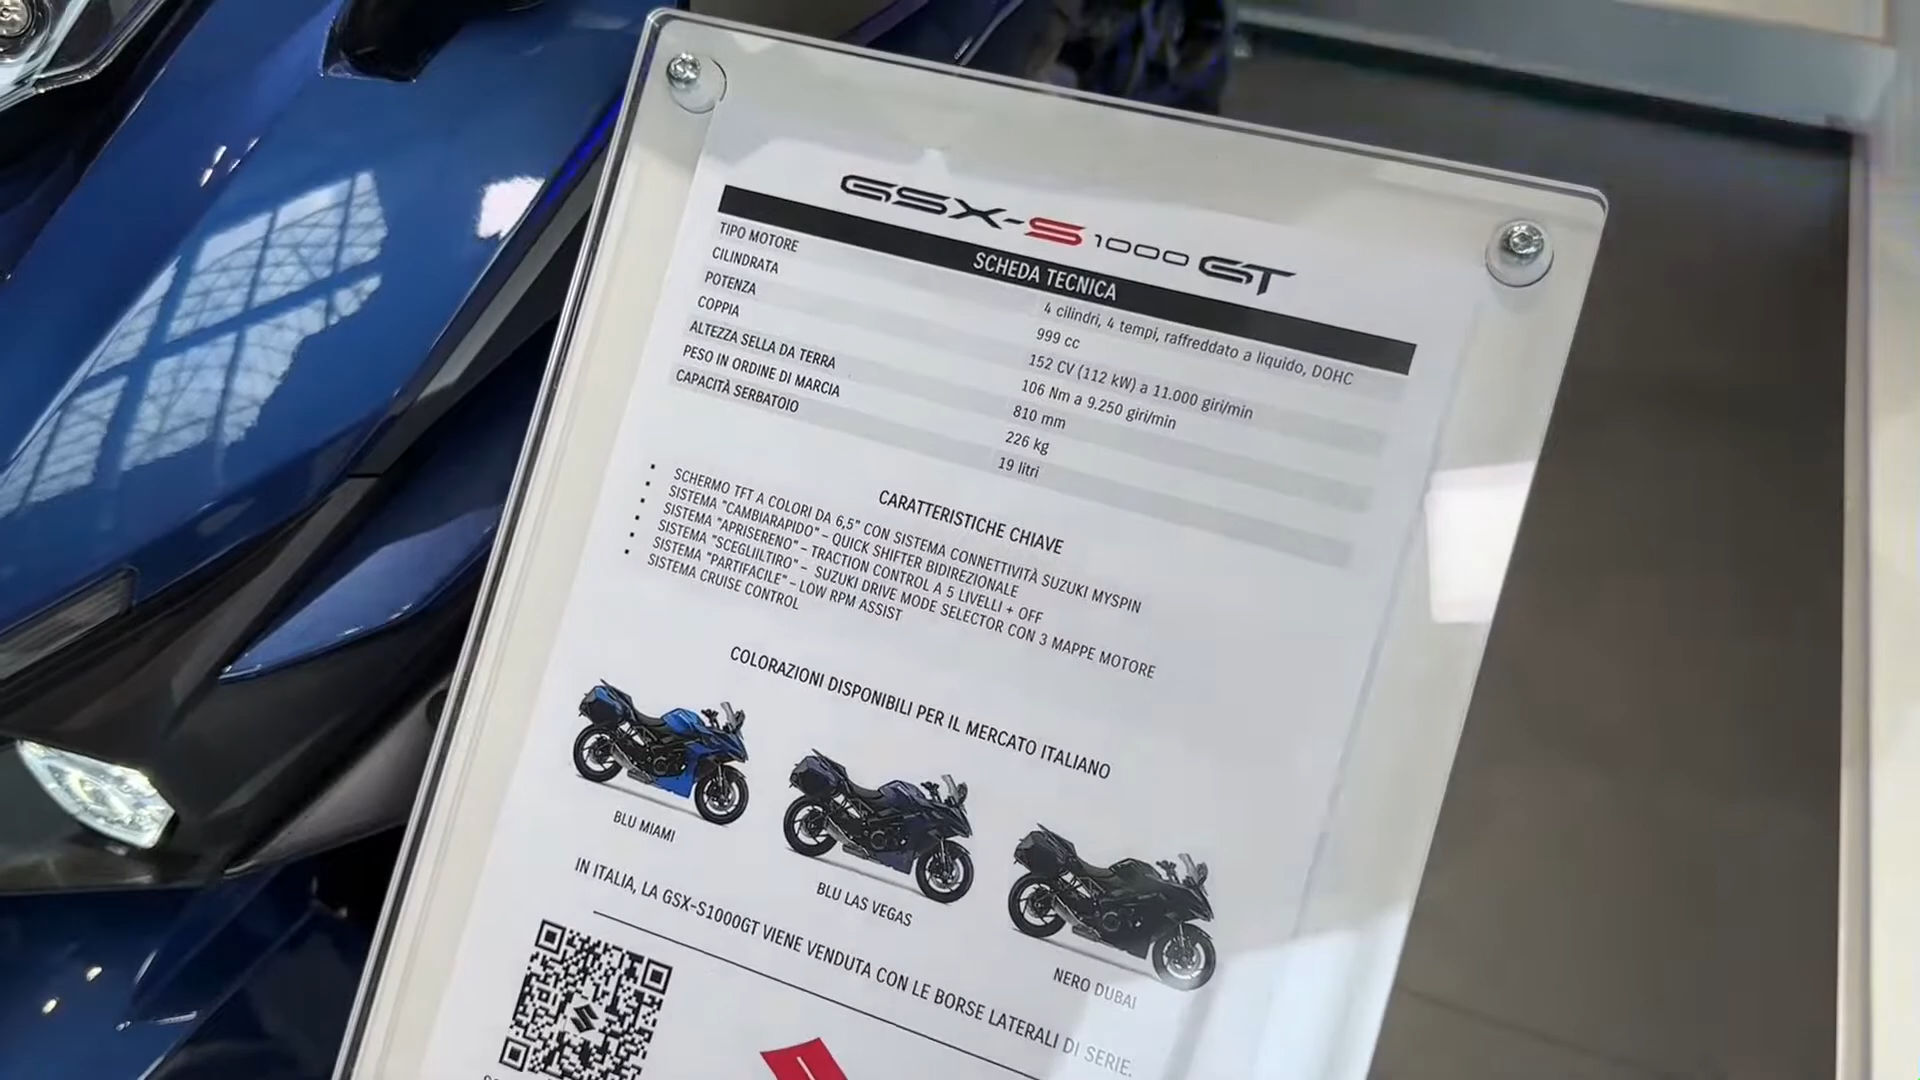 GSX-S 1000 GT
SCHEDA TECNICA
TIPO MOTORE 4 cilindri, 4 tempi, raffreddato a liquido, DOHC
CILINDRATA 999 cc
POTENZA 152 CV (112 kW) a 11.000 giri/min
COPPIA 106 Nm a 9.250 giri/min
ALTEZZA SELLA DA TERRA 810 mm
PESO IN ORDINE DI MARCIA 226 kg
CAPACITÀ SERBATOIO 19 litri
CARATTERISTICHE CHIAVE
SCHERMO TFT A COLORI DA 6,5" CON SISTEMA CONNETTIVITÀ SUZUKI MYSPIN
SISTEMA "CAMBIARAPIDO" – QUICK SHIFTER BIDIREZIONALE
SISTEMA "APRISERENO" – TRACTION CONTROL A 5 LIVELLI + OFF
SISTEMA "SCEGLIILTIRO" – SUZUKI DRIVE MODE SELECTOR CON 3 MAPPE MOTORE
SISTEMA "PARTIFACILE" – LOW RPM ASSIST
SISTEMA CRUISE CONTROL
COLORAZIONI DISPONIBILI PER IL MERCATO ITALIANO
BLU MIAMI
BLU LAS VEGAS
NERO DUBAI
IN ITALIA, LA GSX-S1000GT VIENE VENDUTA CON LE BORSE LATERALI DI SERIE.